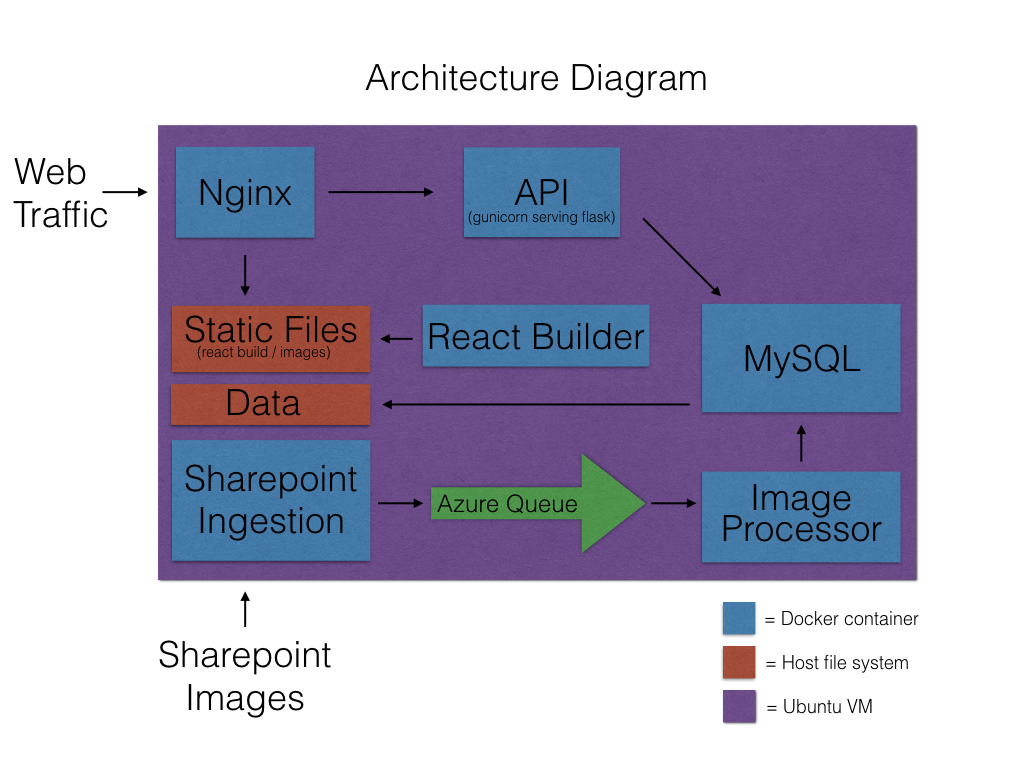 Architecture Diagram
Web
Traffic
Nginx
API
(gunicorn serving flask)
Static Files
(react build / images)
React Builder
MySQL
Data
Sharepoint
Ingestion
Azure Queue
Image
Processor
Sharepoint
Images
= Docker container
= Host file system
= Ubuntu VM